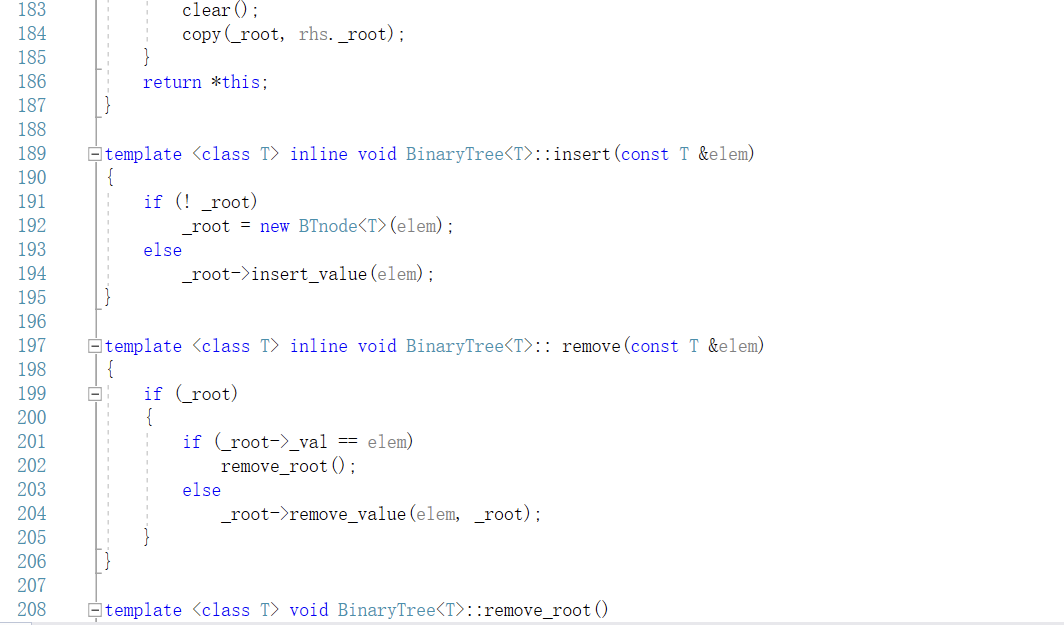 183 clear();
184 copy(_root, rhs._root);
185 }
186 return *this;
187 }
188
189 template <class T> inline void BinaryTree<T>::insert(const T &elem)
190 {
191 if (! _root)
192 _root = new BTnode<T>(elem);
193 else
194 _root->insert_value(elem);
195 }
196
197 template <class T> inline void BinaryTree<T>:: remove(const T &elem)
198 {
199 if (_root)
200 {
201 if (_root->_val == elem)
202 remove_root();
203 else
204 _root->remove_value(elem, _root);
205 }
206 }
207
208 template <class T> void BinaryTree<T>::remove_root()